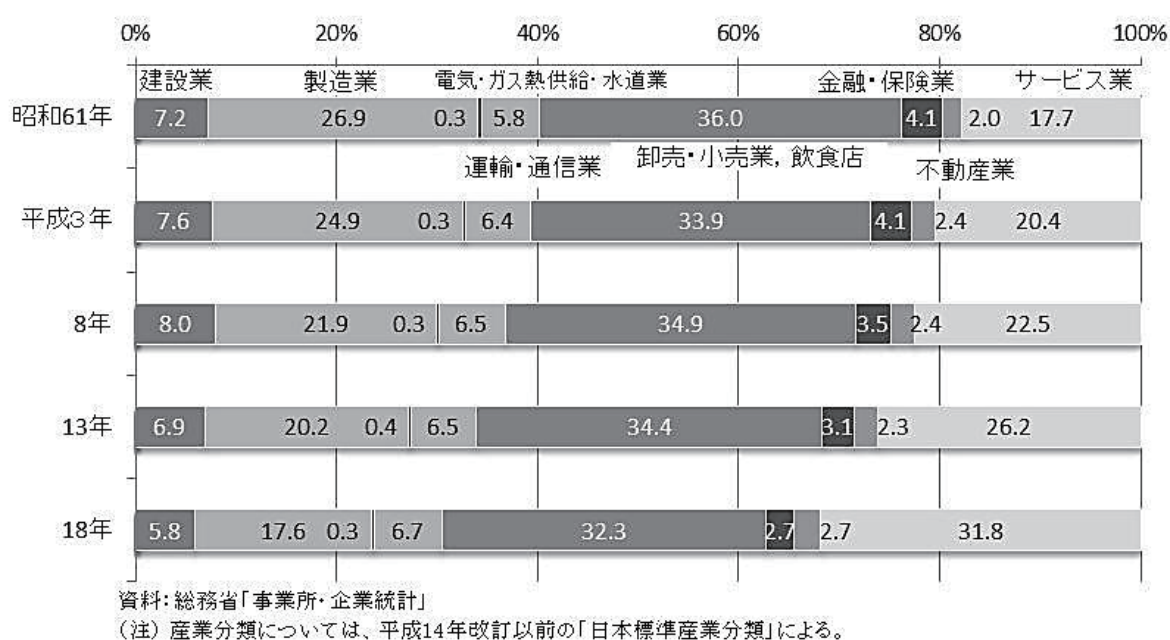 0% 20% 40% 60% 80% 100%
建設業 製造業 電気・ガス熱供給・水道業 金融・保険業 サービス業
昭和61年 7.2 26.9 0.3 5.8 36.0 4.1 2.0 17.7
運輸・通信業 卸売・小売業,飲食店 不動産業
平成3年 7.6 24.9 0.3 6.4 33.9 4.1 2.4 20.4
8年 8.0 21.9 0.3 6.5 34.9 3.5 2.4 22.5
13年 6.9 20.2 0.4 6.5 34.4 3.1 2.3 26.2
18年 5.8 17.6 0.3 6.7 32.3 2.7 2.7 31.8
資料:総務省「事業所・企業統計」
(注) 産業分類については、平成14年改訂以前の「日本標準産業分類」による。